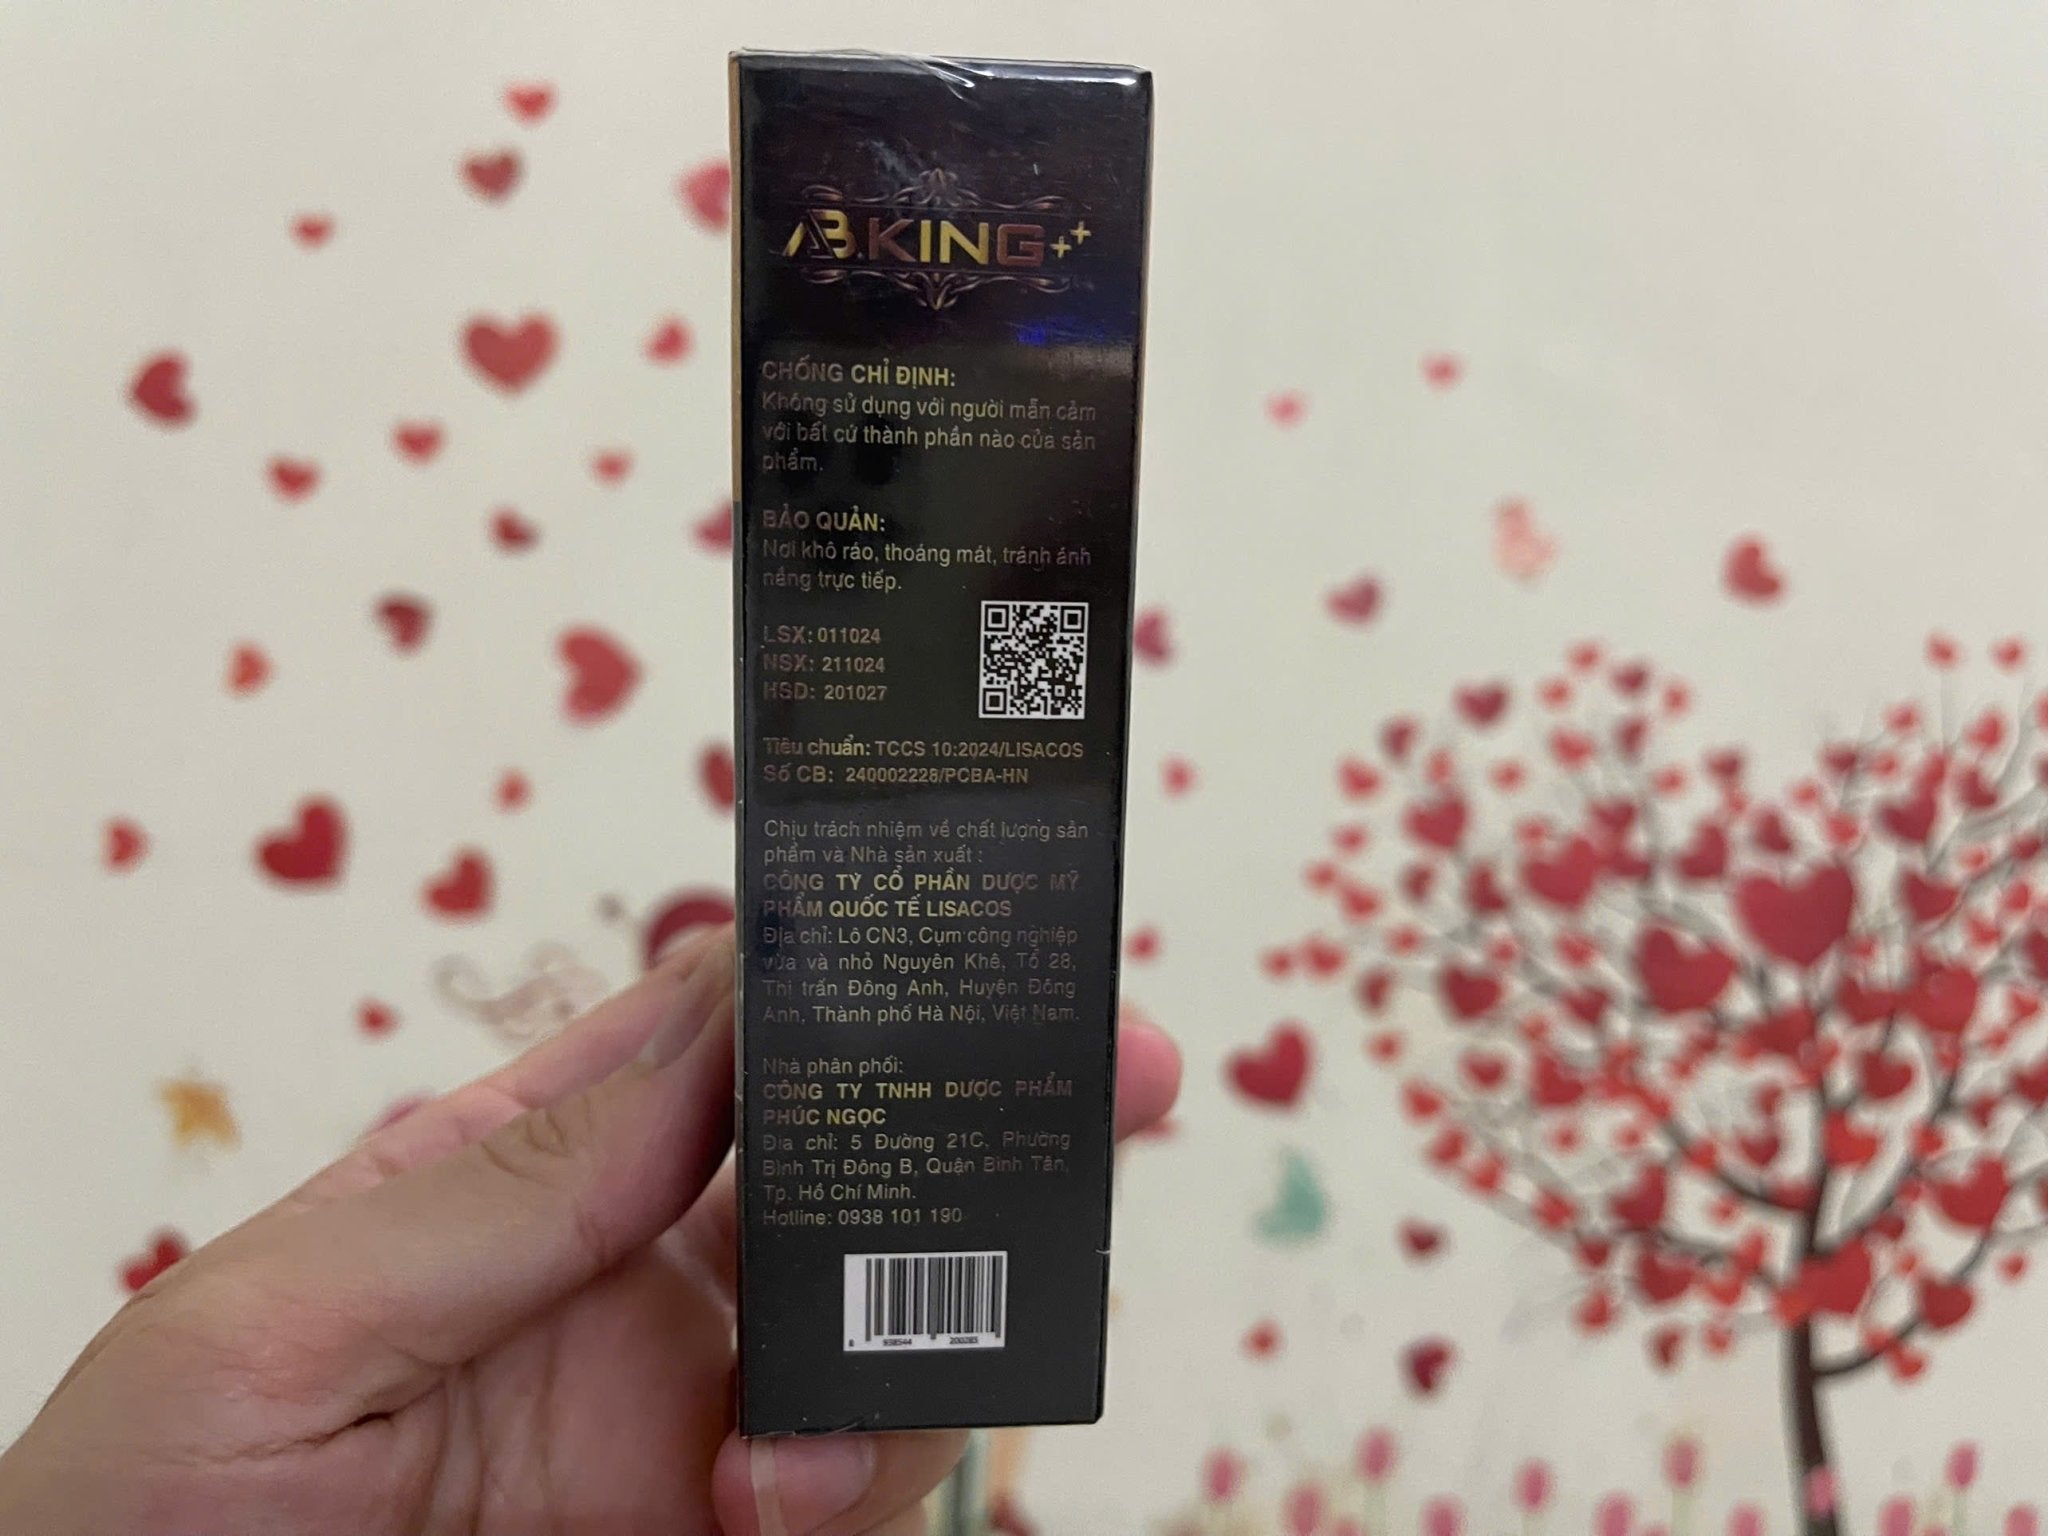 AB.KING++
CHỐNG CHỈ ĐỊNH:
Không sử dụng với người mẫn cảm
với bất cứ thành phần nào của sản
phẩm.
BẢO QUẢN:
Nơi khô ráo, thoáng mát, tránh ánh
nắng trực tiếp.
LSX: 011024
NSX: 211024
HSD: 201027
Tiêu chuẩn: TCCS 10:2024/LISACOS
Số CB: 240002228/PCBA-HN
Chịu trách nhiệm về chất lượng sản
phẩm và Nhà sản xuất :
CÔNG TY CỔ PHẦN DƯỢC MỸ
PHẨM QUỐC TẾ LISACOS
Địa chỉ: Lô CN3, Cụm công nghiệp
vừa và nhỏ Nguyên Khê, Tổ 28,
Thị trấn Đông Anh, Huyện Đông
Anh, Thành phố Hà Nội, Việt Nam.
Nhà phân phối:
CÔNG TY TNHH DƯỢC PHẨM
PHÚC NGỌC
Địa chỉ: 5 Đường 21C, Phường
Bình Trị Đông B, Quận Bình Tân,
Tp. Hồ Chí Minh.
Hotline: 0938 101 190
8 938544 200285